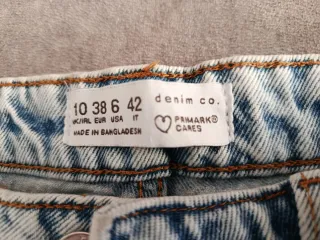 10 38 6 42
UK/IRL EUR USA IT
MADE IN BANGLADESH
denim co.
PRIMARK®
CARES